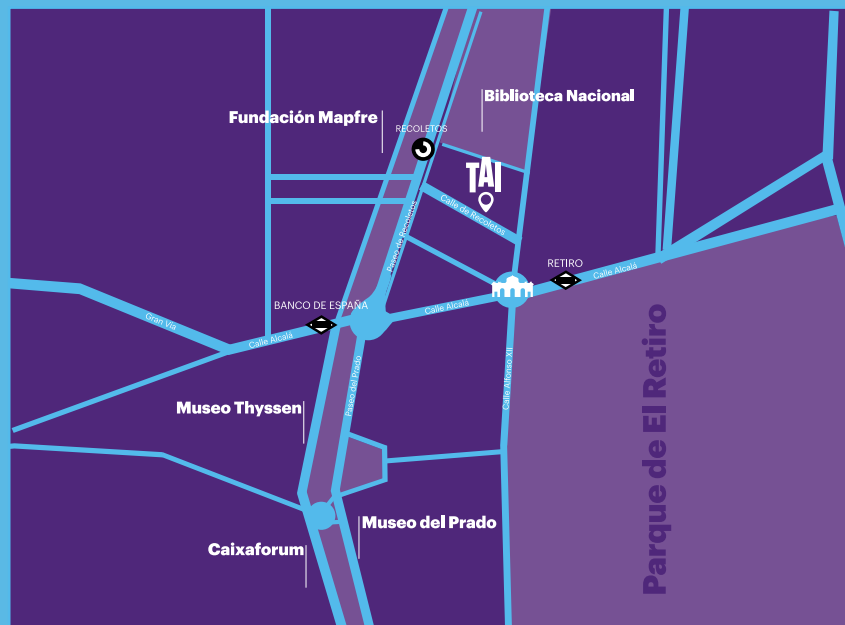 Biblioteca Nacional
Fundación Mapfre
RECOLETOS
TAI
Calle de Recoletos
Paseo de Recoletos
RETIRO
Calle Alcalá
BANCO DE ESPAÑA
Calle Alcalá
Gran Vía
Calle Alcalá
Paseo del Prado
Calle Alfonso XII
Parque de El Retiro
Museo Thyssen
Museo del Prado
Caixaforum